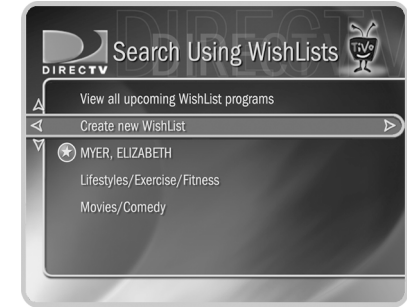 DIRECTV
Search Using WishLists
TiVo
DIRECTV
View all upcoming WishList programs
Create new WishList
MYER, ELIZABETH
Lifestyles/Exercise/Fitness
Movies/Comedy